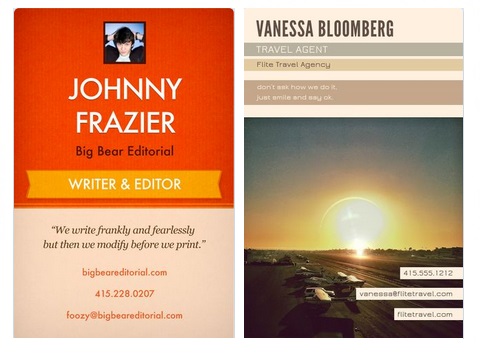 JOHNNY
FRAZIER
Big Bear Editorial
WRITER & EDITOR
“We write frankly and fearlessly
but then we modify before we print.”
bigbeareditorial.com
415.228.0207
foozy@bigbeareditorial.com
VANESSA BLOOMBERG
TRAVEL AGENT
Flite Travel Agency
don't ask how we do it.
just smile and say ok.
415.555.1212
vanessa@flitetravel.com
flitetravel.com